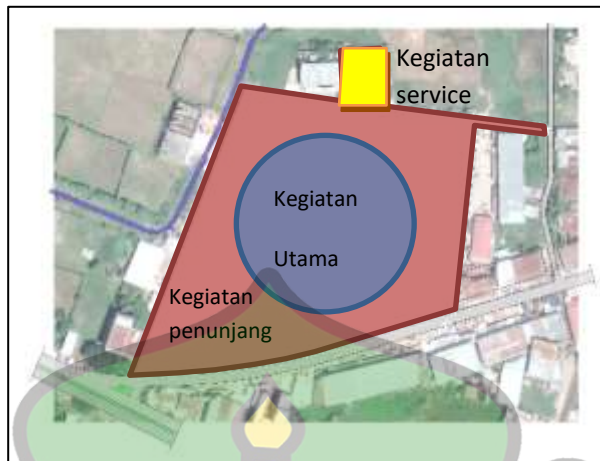 Kegiatan
service
Kegiatan
Utama
Kegiatan
penunjang